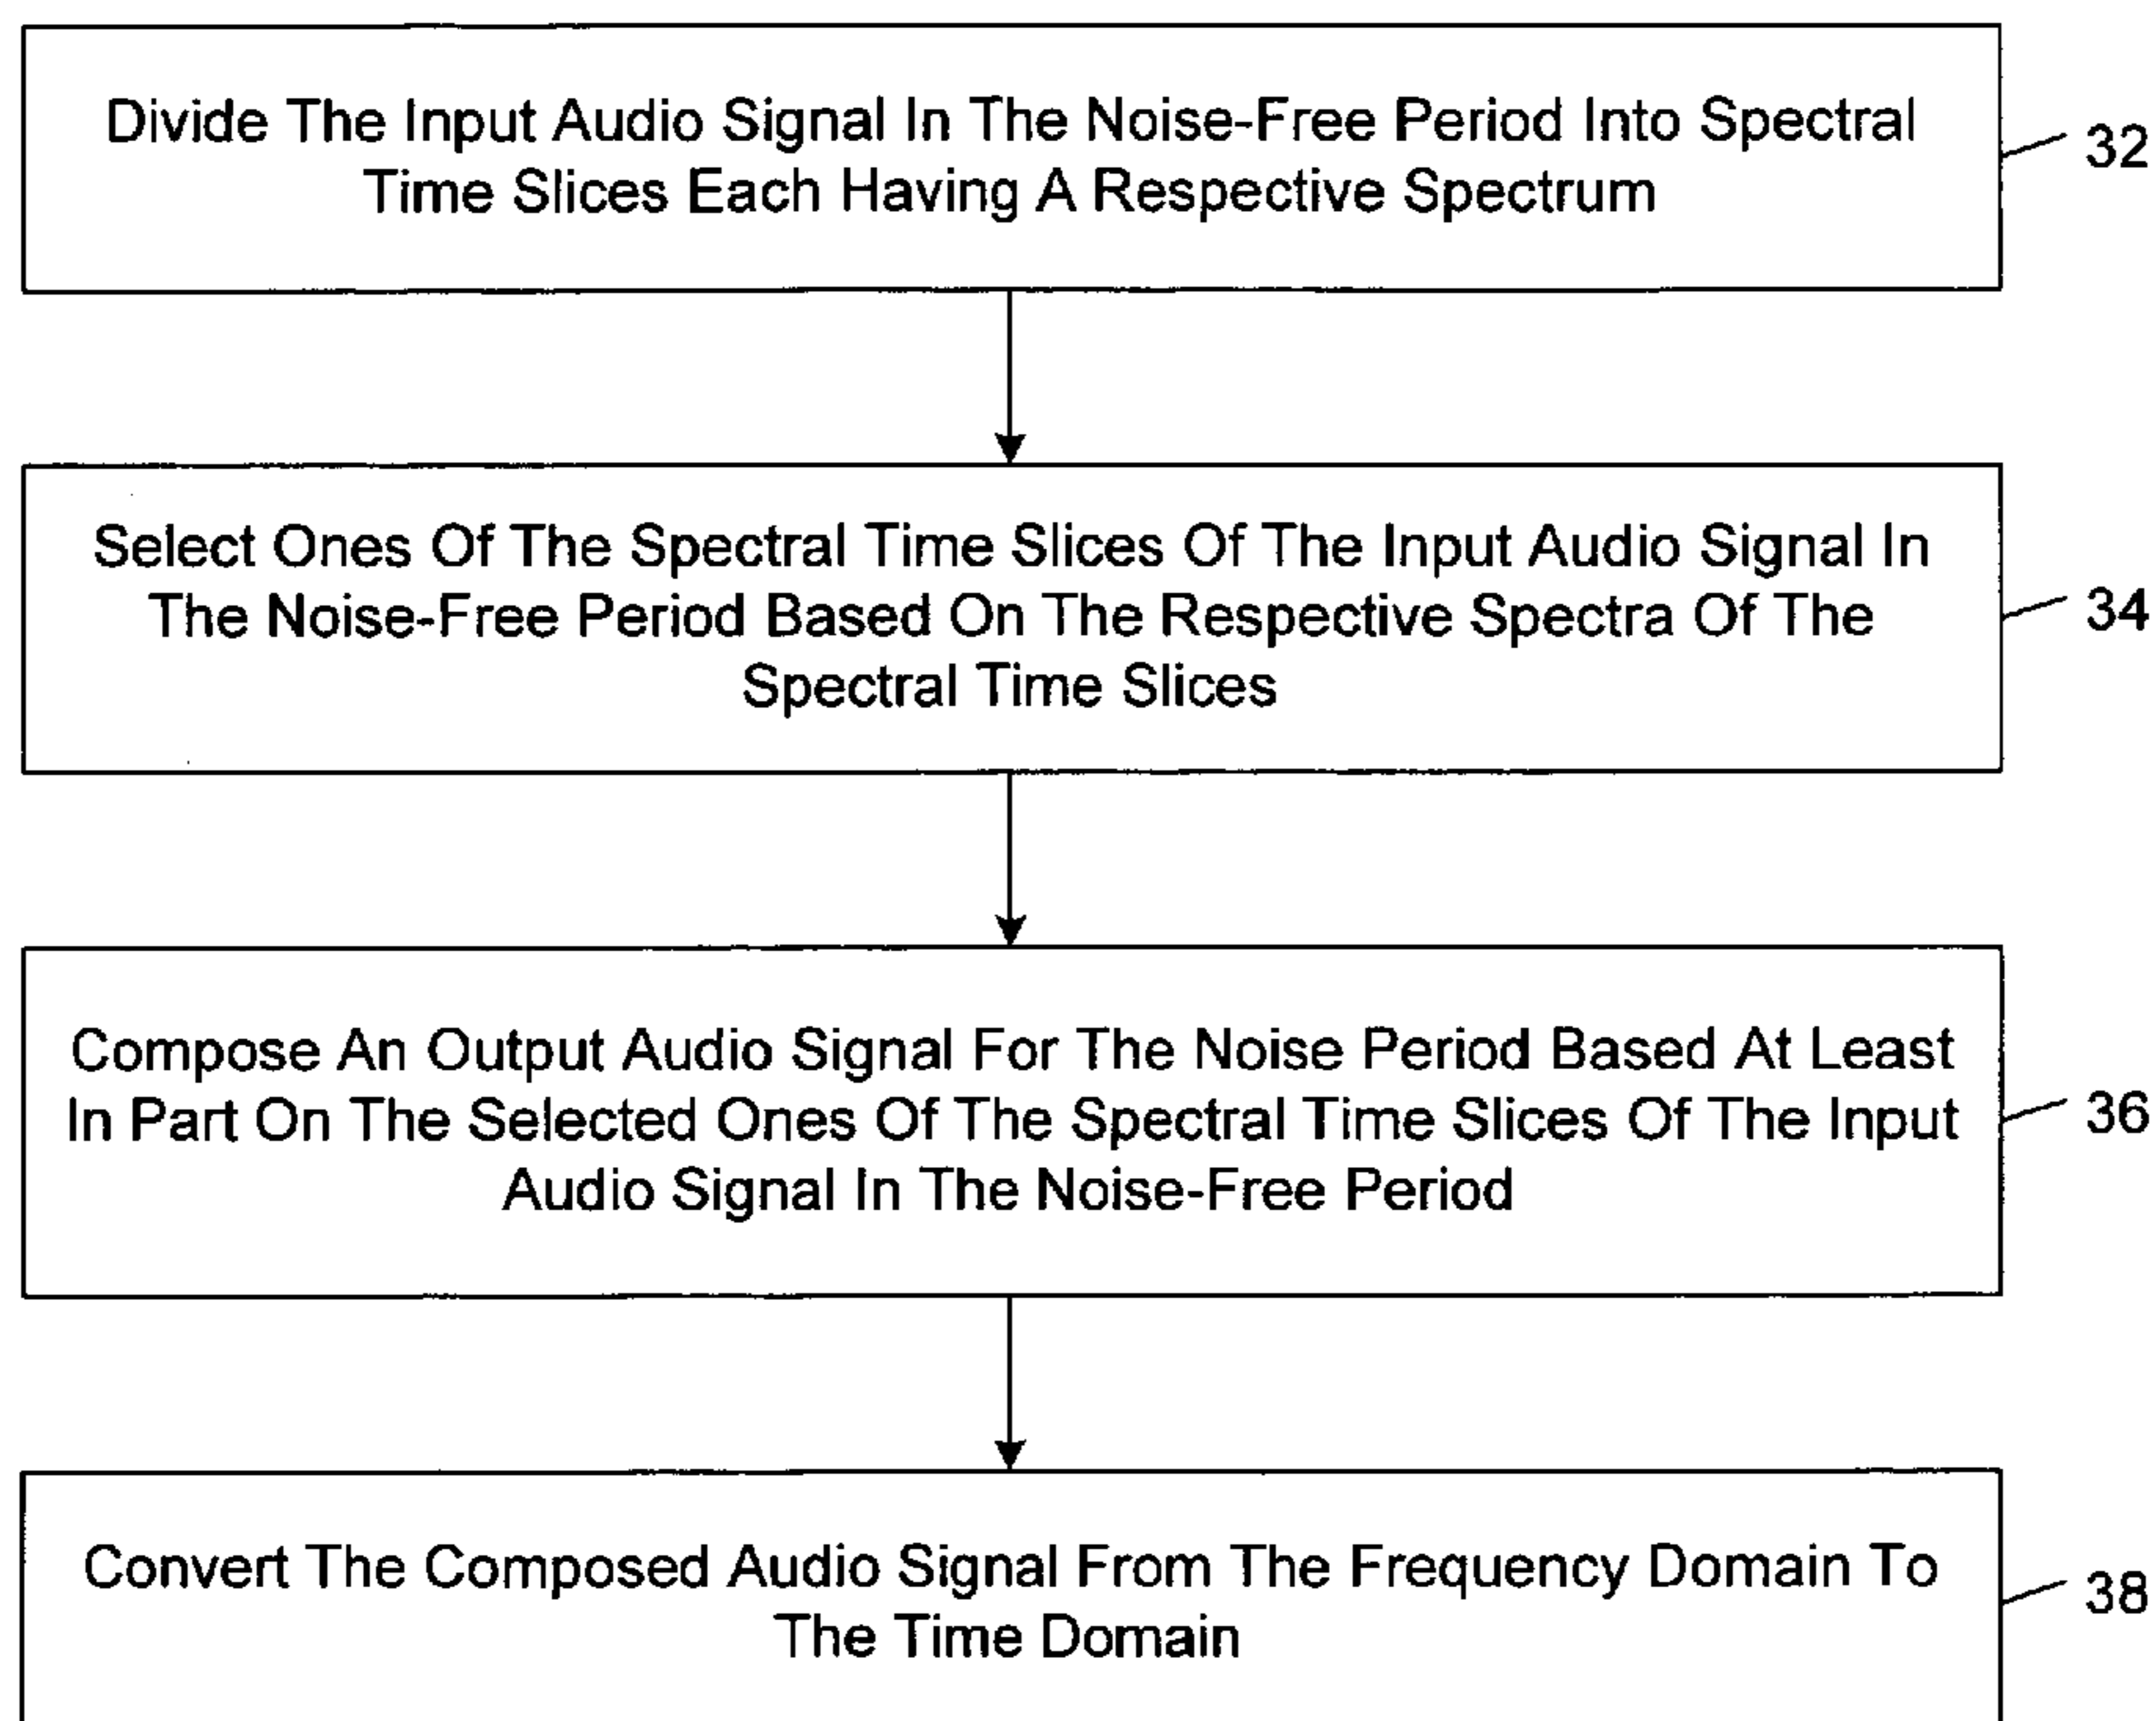 Divide The Input Audio Signal In The Noise-Free Period Into Spectral
Time Slices Each Having A Respective Spectrum
32
Select Ones Of The Spectral Time Slices Of The Input Audio Signal In
The Noise-Free Period Based On The Respective Spectra Of The
Spectral Time Slices
34
Compose An Output Audio Signal For The Noise Period Based At Least
In Part On The Selected Ones Of The Spectral Time Slices Of The Input
Audio Signal In The Noise-Free Period
36
Convert The Composed Audio Signal From The Frequency Domain To
The Time Domain
38